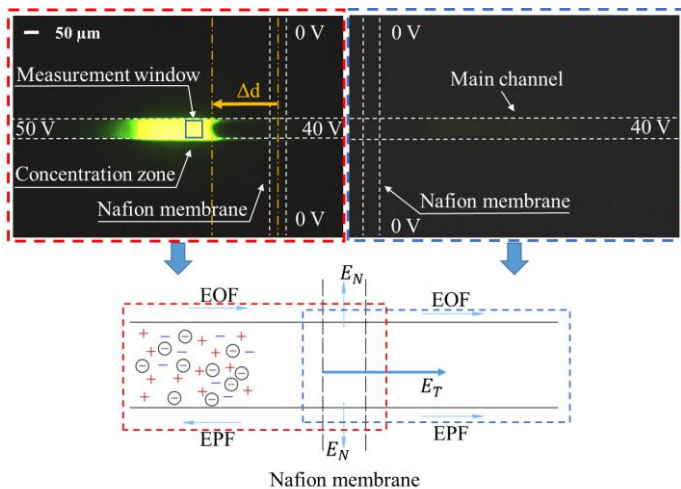 50 µm
0 V
0 V
Measurement window
Δd
Main channel
50 V
40 V
40 V
Concentration zone
Nafion membrane
Nafion membrane
0 V
0 V
E_N
EOF
EOF
E_T
EPF
EPF
E_N
Nafion membrane